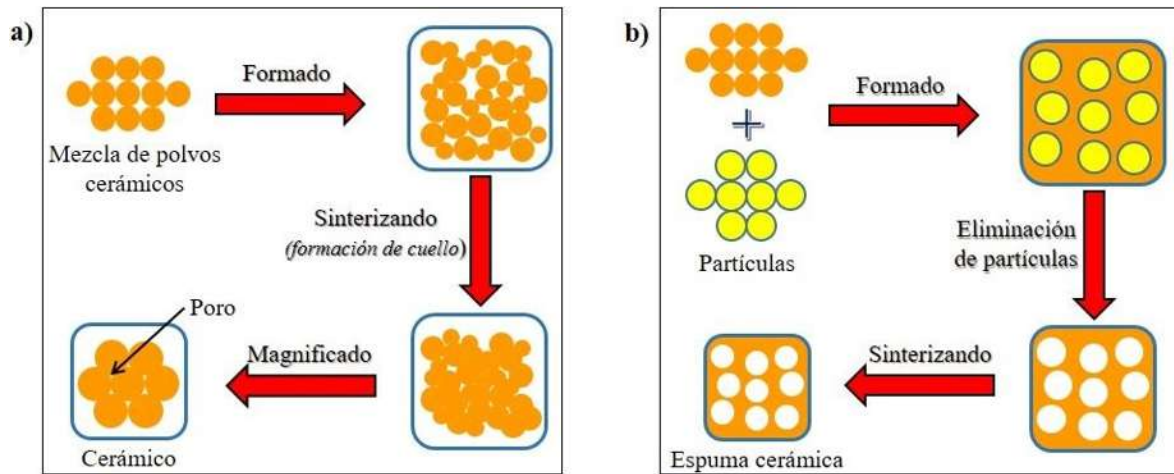 a)
Formado
Mezcla de polvos
cerámicos
Sinterizando
(formación de cuello)
Poro
Magnificado
Cerámico
b)
Formado
Partículas
Eliminación
de partículas
Sinterizando
Espuma cerámica